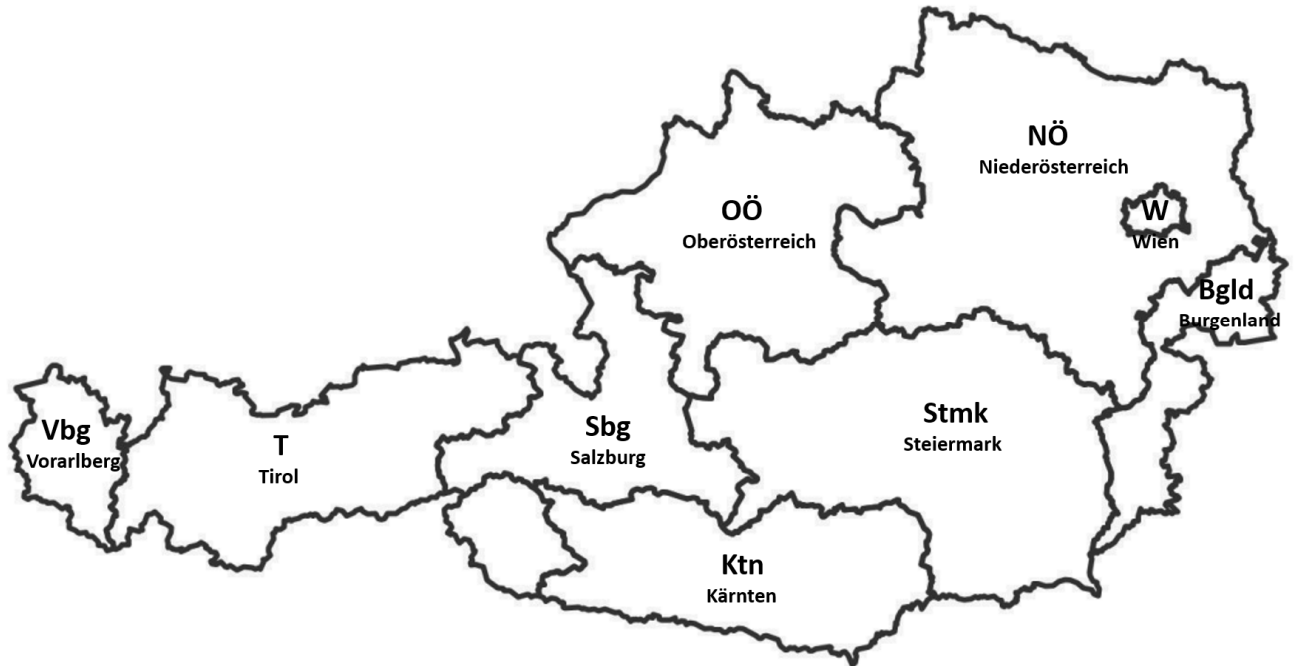 NÖ
Niederösterreich
OÖ
Oberösterreich
W
Wien
Bgld
Burgenland
Vbg
Vorarlberg
T
Tirol
Sbg
Salzburg
Stmk
Steiermark
Ktn
Kärnten